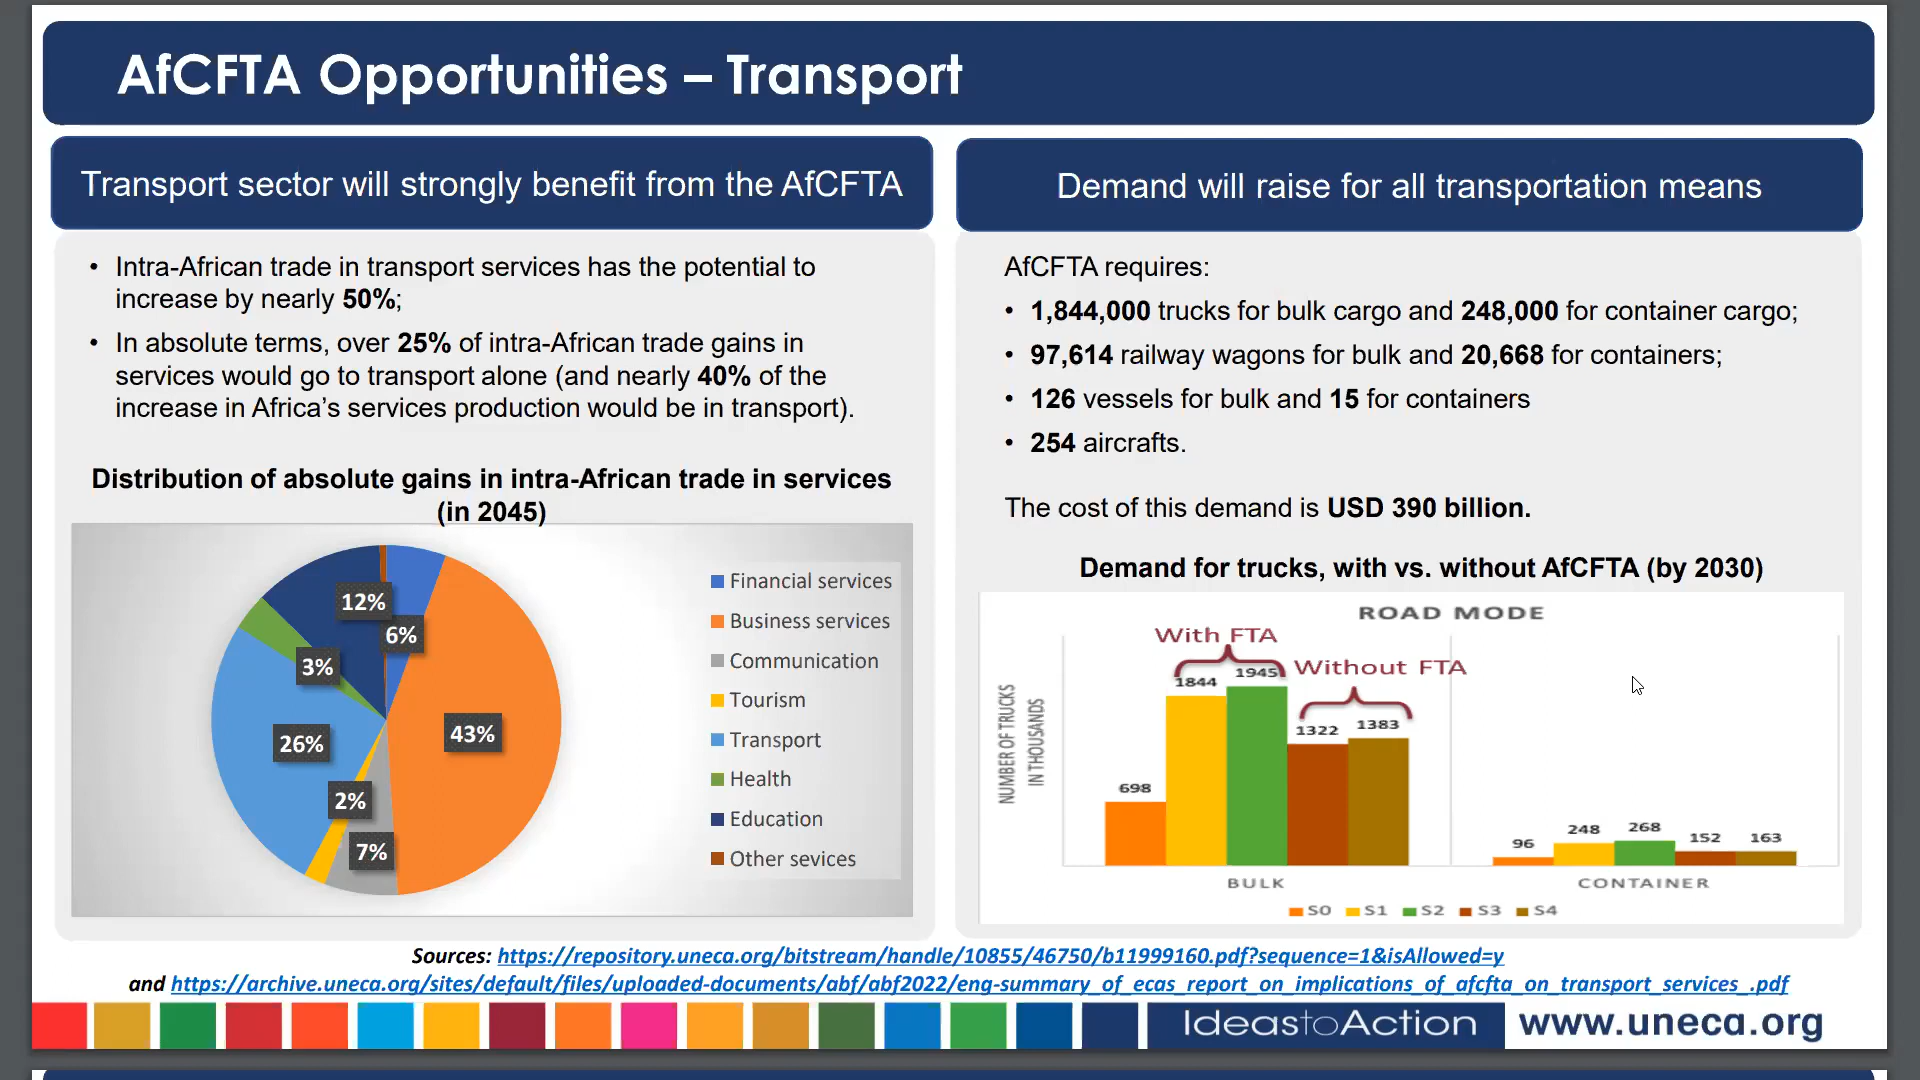 AfCFTA Opportunities – Transport
Transport sector will strongly benefit from the AfCFTA
• Intra-African trade in transport services has the potential to
increase by nearly 50%;
• In absolute terms, over 25% of intra-African trade gains in
services would go to transport alone (and nearly 40% of the
increase in Africa’s services production would be in transport).
Distribution of absolute gains in intra-African trade in services
(in 2045)
12%
6%
3%
43%
26%
2%
7%
Financial services
Business services
Communication
Tourism
Transport
Health
Education
Other sevices
Demand will raise for all transportation means
AfCFTA requires:
• 1,844,000 trucks for bulk cargo and 248,000 for container cargo;
• 97,614 railway wagons for bulk and 20,668 for containers;
• 126 vessels for bulk and 15 for containers
• 254 aircrafts.
The cost of this demand is USD 390 billion.
Demand for trucks, with vs. without AfCFTA (by 2030)
ROAD MODE
With FTA
Without FTA
NUMBER OF TRUCKS
IN THOUSANDS
698
1844
1945
1322
1383
96
248
268
152
163
BULK
CONTAINER
S0 S1 S2 S3 S4
Sources: https://repository.uneca.org/bitstream/handle/10855/46750/b11999160.pdf?sequence=1&isAllowed=y
and https://archive.uneca.org/sites/default/files/uploaded-documents/abf/abf2022/eng-summary_of_ecas_report_on_implications_of_afcfta_on_transport_services_.pdf
IdeastoAction
www.uneca.org